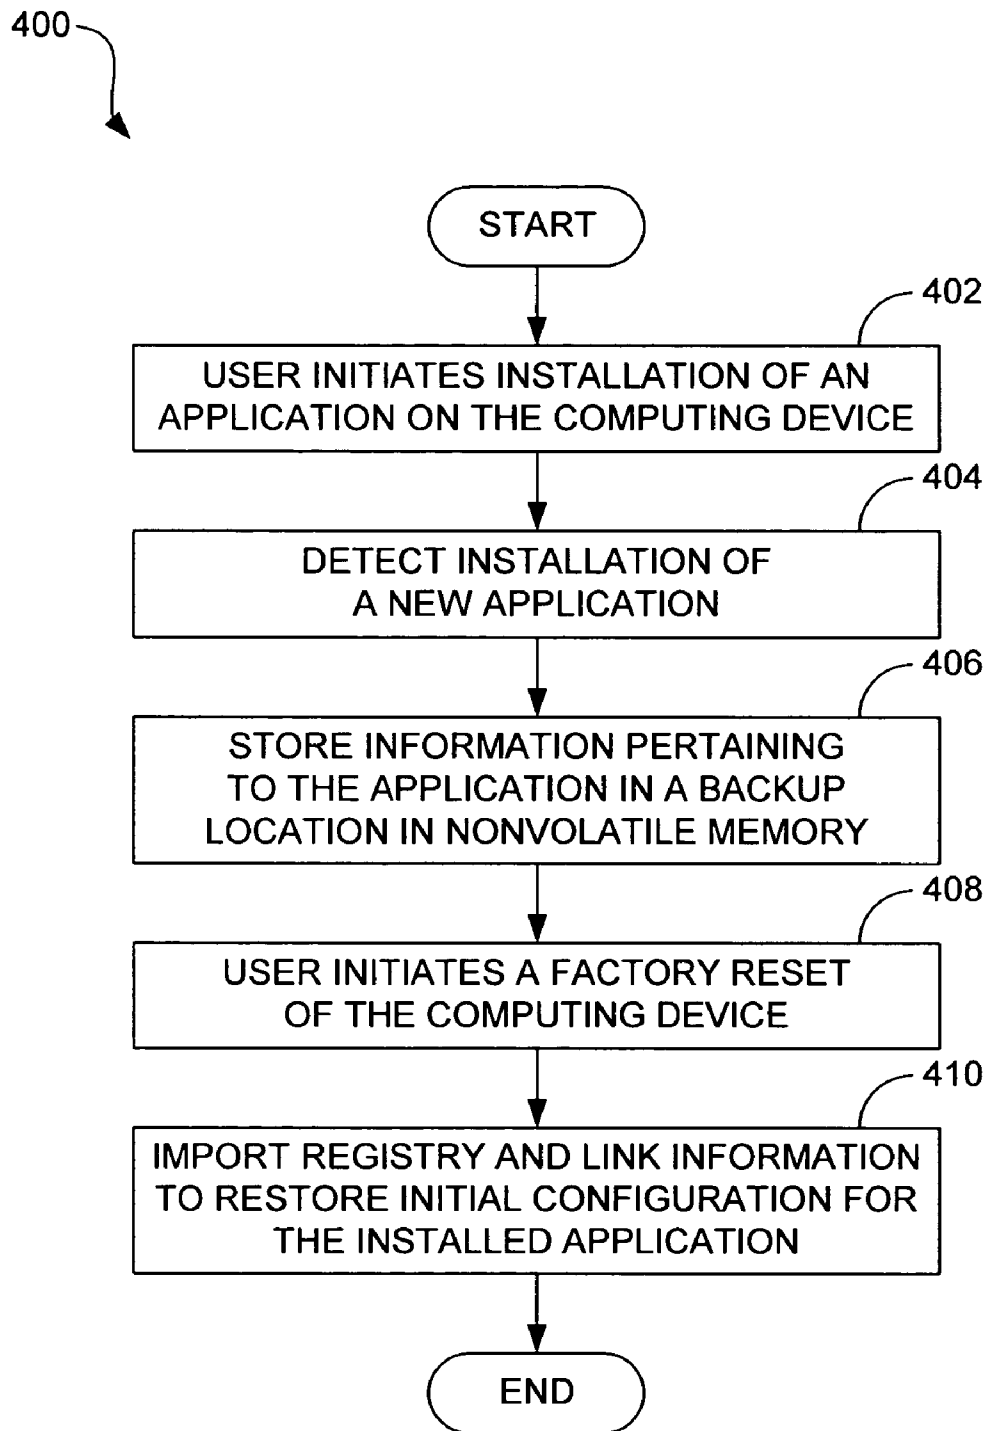 400
START
402
USER INITIATES INSTALLATION OF AN
APPLICATION ON THE COMPUTING DEVICE
404
DETECT INSTALLATION OF
A NEW APPLICATION
406
STORE INFORMATION PERTAINING
TO THE APPLICATION IN A BACKUP
LOCATION IN NONVOLATILE MEMORY
408
USER INITIATES A FACTORY RESET
OF THE COMPUTING DEVICE
410
IMPORT REGISTRY AND LINK INFORMATION
TO RESTORE INITIAL CONFIGURATION FOR
THE INSTALLED APPLICATION
END